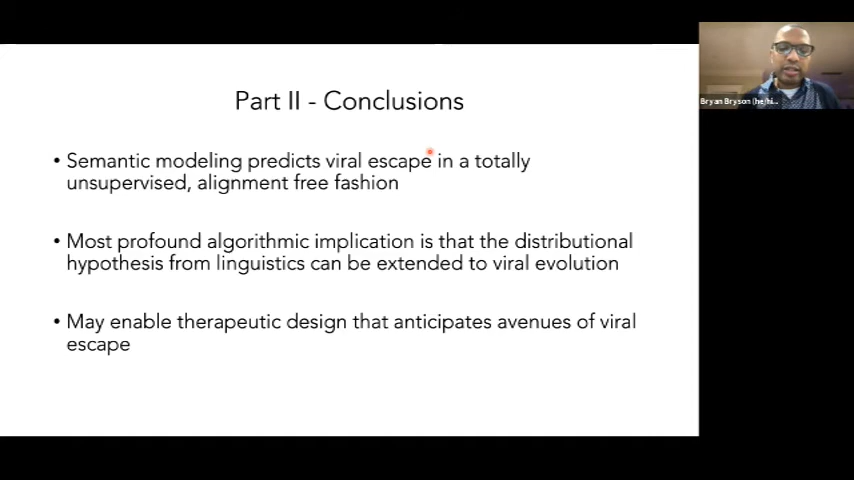 Part II - Conclusions
• Semantic modeling predicts viral escape in a totally
unsupervised, alignment free fashion
• Most profound algorithmic implication is that the distributional
hypothesis from linguistics can be extended to viral evolution
• May enable therapeutic design that anticipates avenues of viral
escape
Bryan Bryson (he/hi...